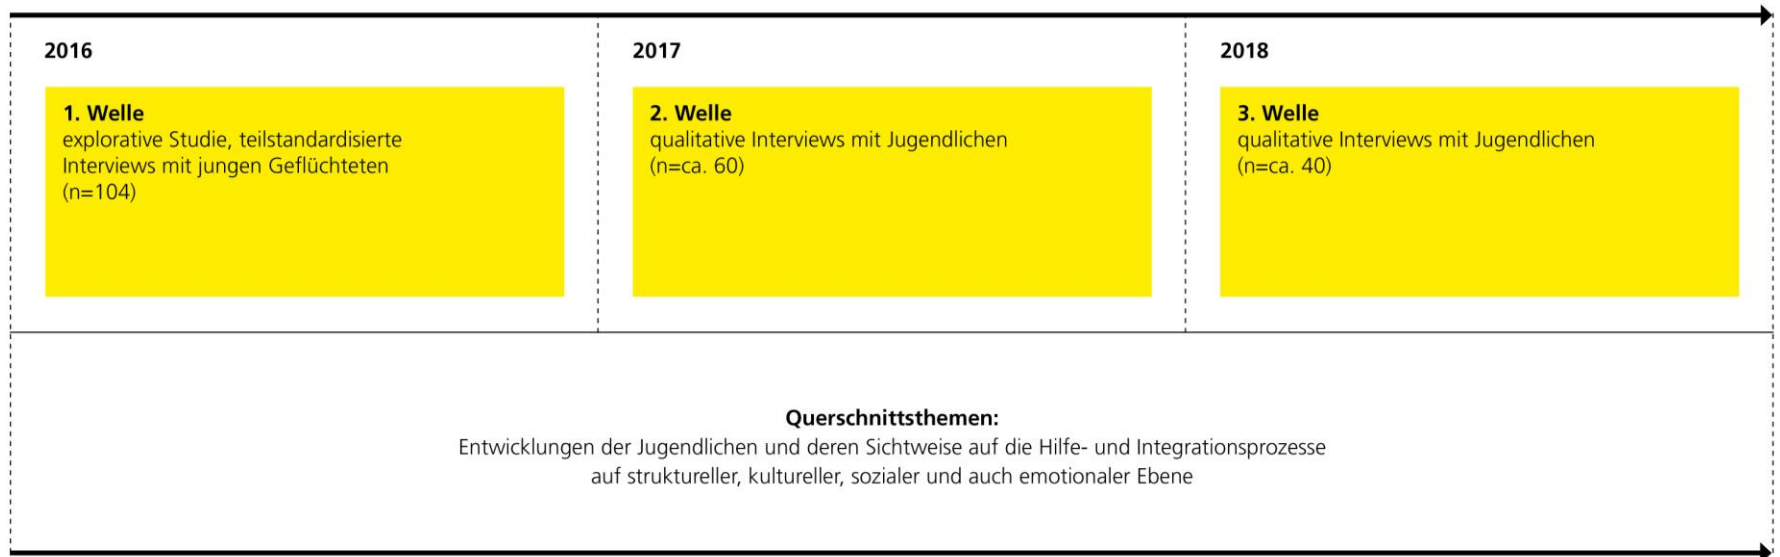 2016
1. Welle
explorative Studie, teilstandardisierte
Interviews mit jungen Geflüchteten
(n=104)
2017
2. Welle
qualitative Interviews mit Jugendlichen
(n=ca. 60)
2018
3. Welle
qualitative Interviews mit Jugendlichen
(n=ca. 40)
Querschnittsthemen:
Entwicklungen der Jugendlichen und deren Sichtweise auf die Hilfe- und Integrationsprozesse
auf struktureller, kultureller, sozialer und auch emotionaler Ebene